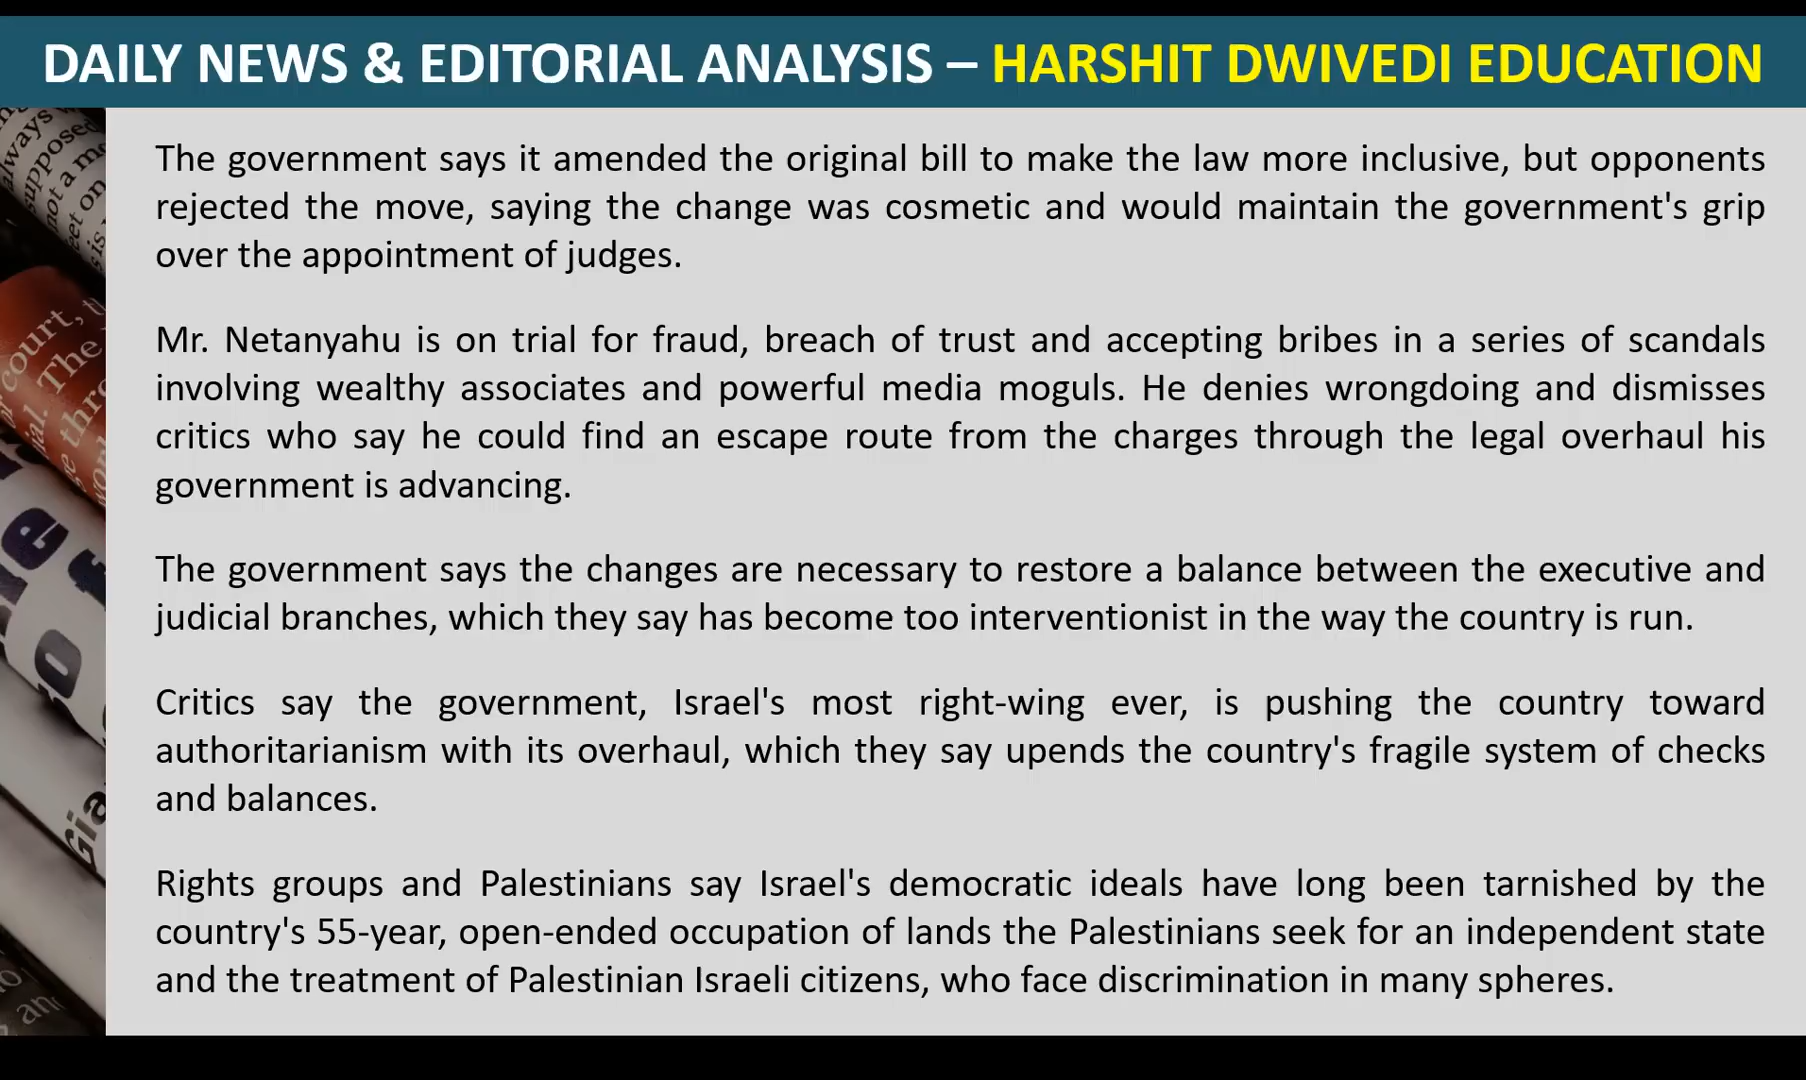 DAILY NEWS & EDITORIAL ANALYSIS – HARSHIT DWIVEDI EDUCATION
The government says it amended the original bill to make the law more inclusive, but opponents
rejected the move, saying the change was cosmetic and would maintain the government's grip
over the appointment of judges.
Mr. Netanyahu is on trial for fraud, breach of trust and accepting bribes in a series of scandals
involving wealthy associates and powerful media moguls. He denies wrongdoing and dismisses
critics who say he could find an escape route from the charges through the legal overhaul his
government is advancing.
The government says the changes are necessary to restore a balance between the executive and
judicial branches, which they say has become too interventionist in the way the country is run.
Critics say the government, Israel's most right-wing ever, is pushing the country toward
authoritarianism with its overhaul, which they say upends the country's fragile system of checks
and balances.
Rights groups and Palestinians say Israel's democratic ideals have long been tarnished by the
country's 55-year, open-ended occupation of lands the Palestinians seek for an independent state
and the treatment of Palestinian Israeli citizens, who face discrimination in many spheres.
always
supposed
not a
court,
The